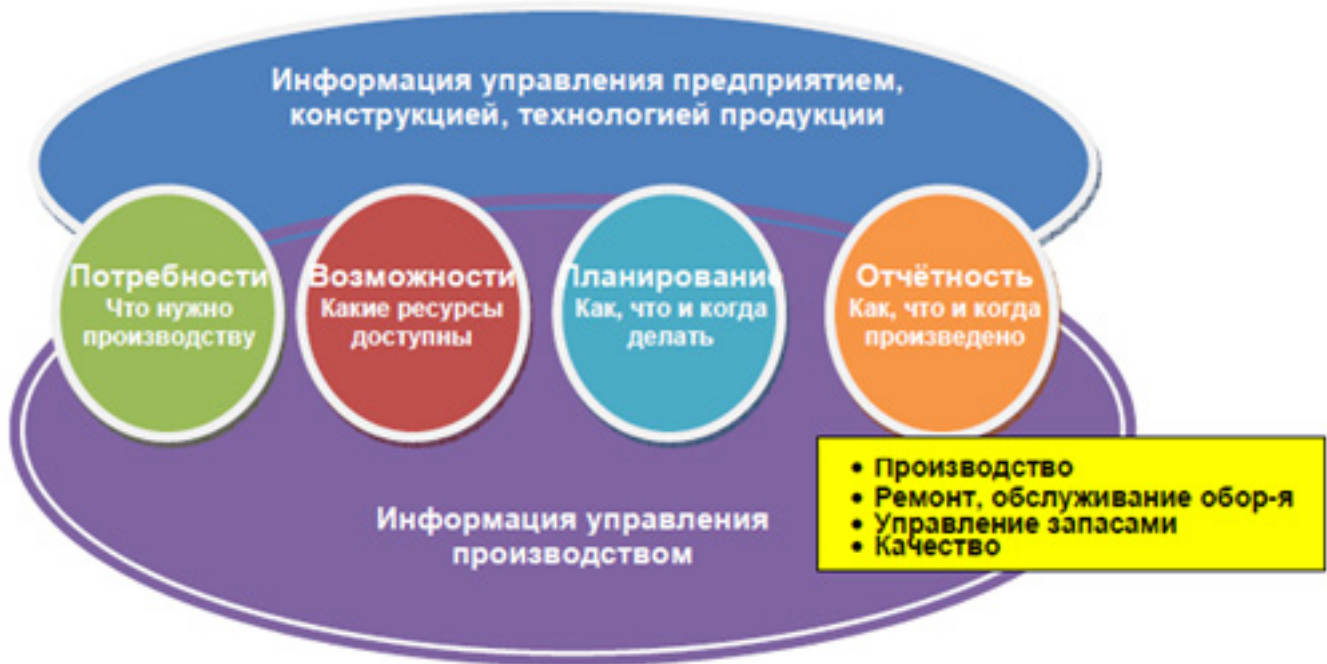 Информация управления предприятием,
конструкцией, технологией продукции
Потребности
Что нужно
производству
Возможности
Какие ресурсы
доступны
Планирование
Как, что и когда
делать
Отчётность
Как, что и когда
произведено
• Производство
• Ремонт, обслуживание обор-я
• Управление запасами
• Качество
Информация управления
производством